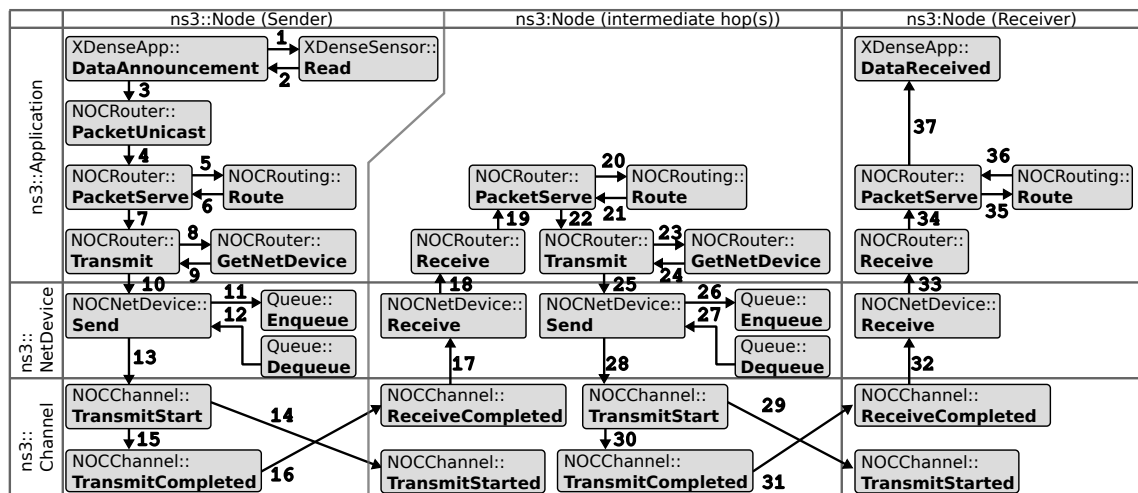 ns3::Node (Sender)
ns3:Node (intermediate hop(s))
ns3:Node (Receiver)
ns3::Application
XDenseApp::
DataAnnouncement
1
2
XDenseSensor::
Read
XDenseApp::
DataReceived
3
NOCRouter::
PacketUnicast
37
4
NOCRouter::
PacketServe
5
6
NOCRouting::
Route
NOCRouter::
PacketServe
20
21
NOCRouting::
Route
NOCRouter::
PacketServe
36
35
NOCRouting::
Route
7
19
22
34
NOCRouter::
Transmit
8
9
NOCRouter::
GetNetDevice
NOCRouter::
Receive
NOCRouter::
Transmit
23
24
NOCRouter::
GetNetDevice
NOCRouter::
Receive
10
18
25
33
ns3::
NetDevice
NOCNetDevice::
Send
11
12
Queue::
Enqueue
Queue::
Dequeue
NOCNetDevice::
Receive
NOCNetDevice::
Send
26
27
Queue::
Enqueue
Queue::
Dequeue
NOCNetDevice::
Receive
13
17
28
32
ns3::
Channel
NOCChannel::
TransmitStart
14
NOCChannel::
ReceiveCompleted
NOCChannel::
TransmitStart
29
NOCChannel::
ReceiveCompleted
15
30
NOCChannel::
TransmitCompleted
16
NOCChannel::
TransmitStarted
NOCChannel::
TransmitCompleted
31
NOCChannel::
TransmitStarted